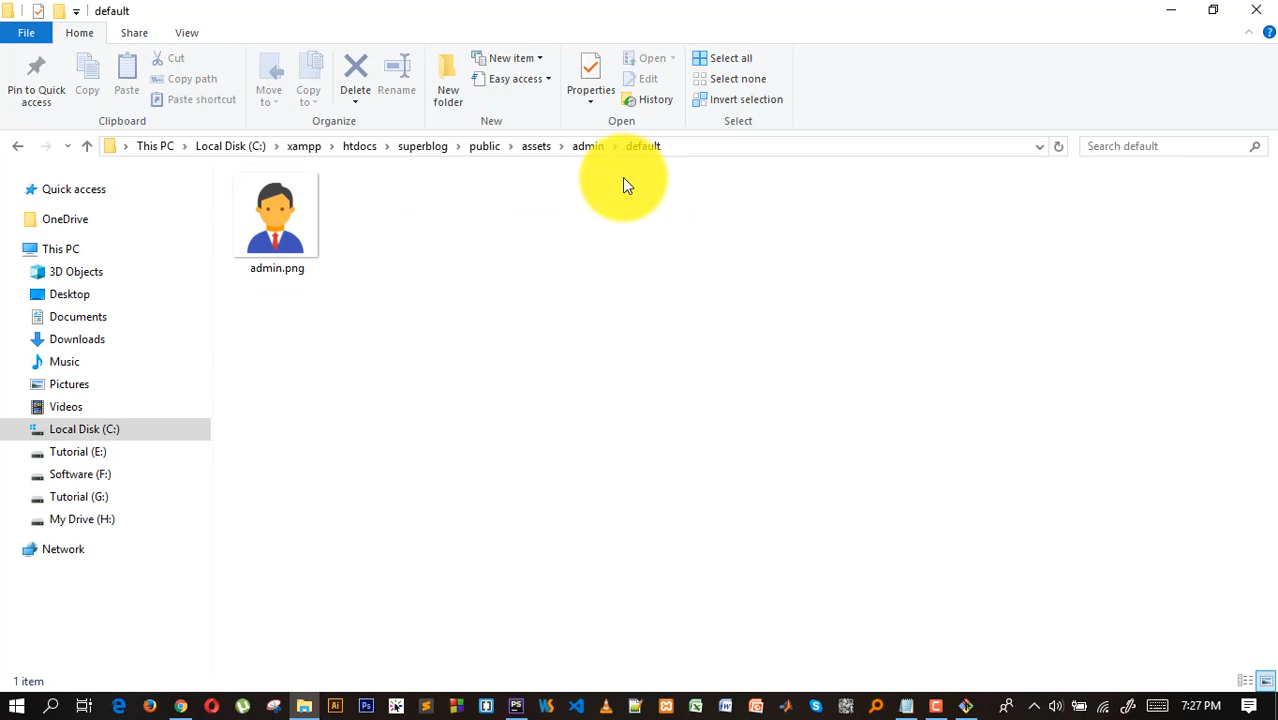 default
File
Home
Share
View
Pin to Quick access
Copy
Paste
Cut
Copy path
Paste shortcut
Clipboard
Move to
Copy to
Delete
Rename
Organize
New folder
New item
Easy access
New
Properties
Open
Edit
History
Open
Select all
Select none
Invert selection
Select
This PC
Local Disk (C:)
xampp
htdocs
superblog
public
assets
admin
default
Search default
Quick access
OneDrive
This PC
3D Objects
Desktop
Documents
Downloads
Music
Pictures
Videos
Local Disk (C:)
Tutorial (E:)
Software (F:)
Tutorial (G:)
My Drive (H:)
Network
admin.png
1 item
7:27 PM